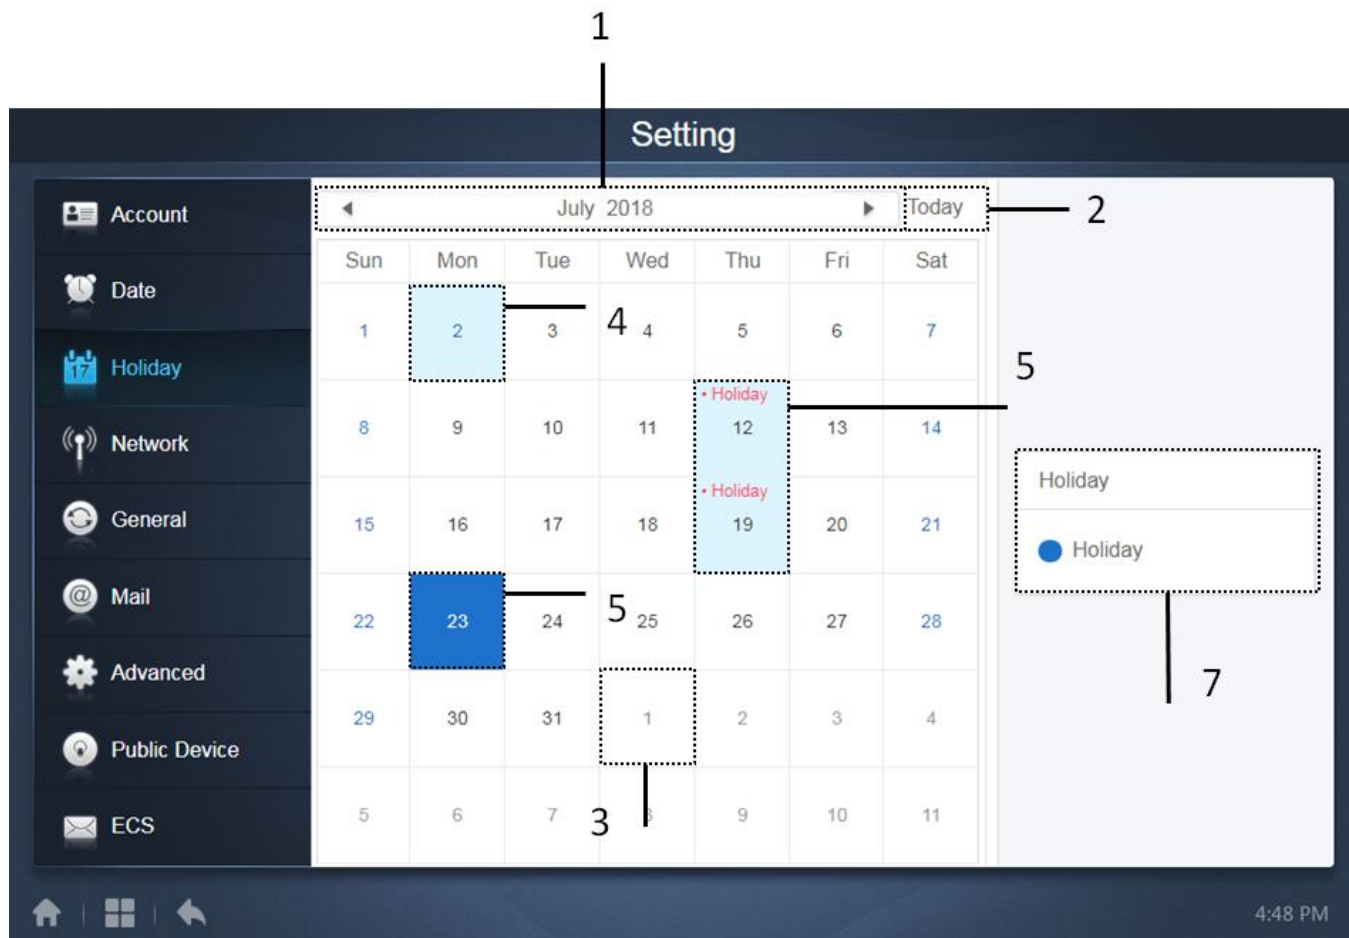 1
Setting
Account
Date
Holiday
Network
General
Mail
Advanced
Public Device
ECS
July 2018
Today
2
Sun Mon Tue Wed Thu Fri Sat
1 2 3 4 5 6 7
4
• Holiday
8 9 10 11 12 13 14
5
• Holiday
15 16 17 18 19 20 21
22 23 24 25 26 27 28
5
29 30 31 1 2 3 4
5 6 7 8 9 10 11
3
Holiday
Holiday
7
17
4:48 PM